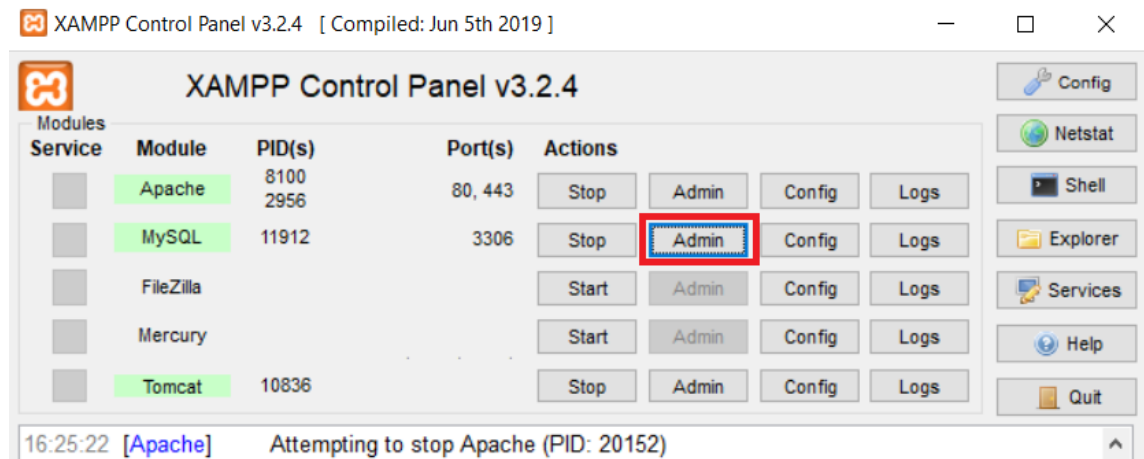 XAMPP Control Panel v3.2.4 [ Compiled: Jun 5th 2019 ]
XAMPP Control Panel v3.2.4
Config
Modules
Service Module PID(s) Port(s) Actions
Netstat
Apache 8100 2956 80, 443 Stop Admin Config Logs
Shell
MySQL 11912 3306 Stop Admin Config Logs
Explorer
FileZilla Start Admin Config Logs
Services
Mercury Start Admin Config Logs
Help
Tomcat 10836 Stop Admin Config Logs
Quit
16:25:22 [Apache] Attempting to stop Apache (PID: 20152)